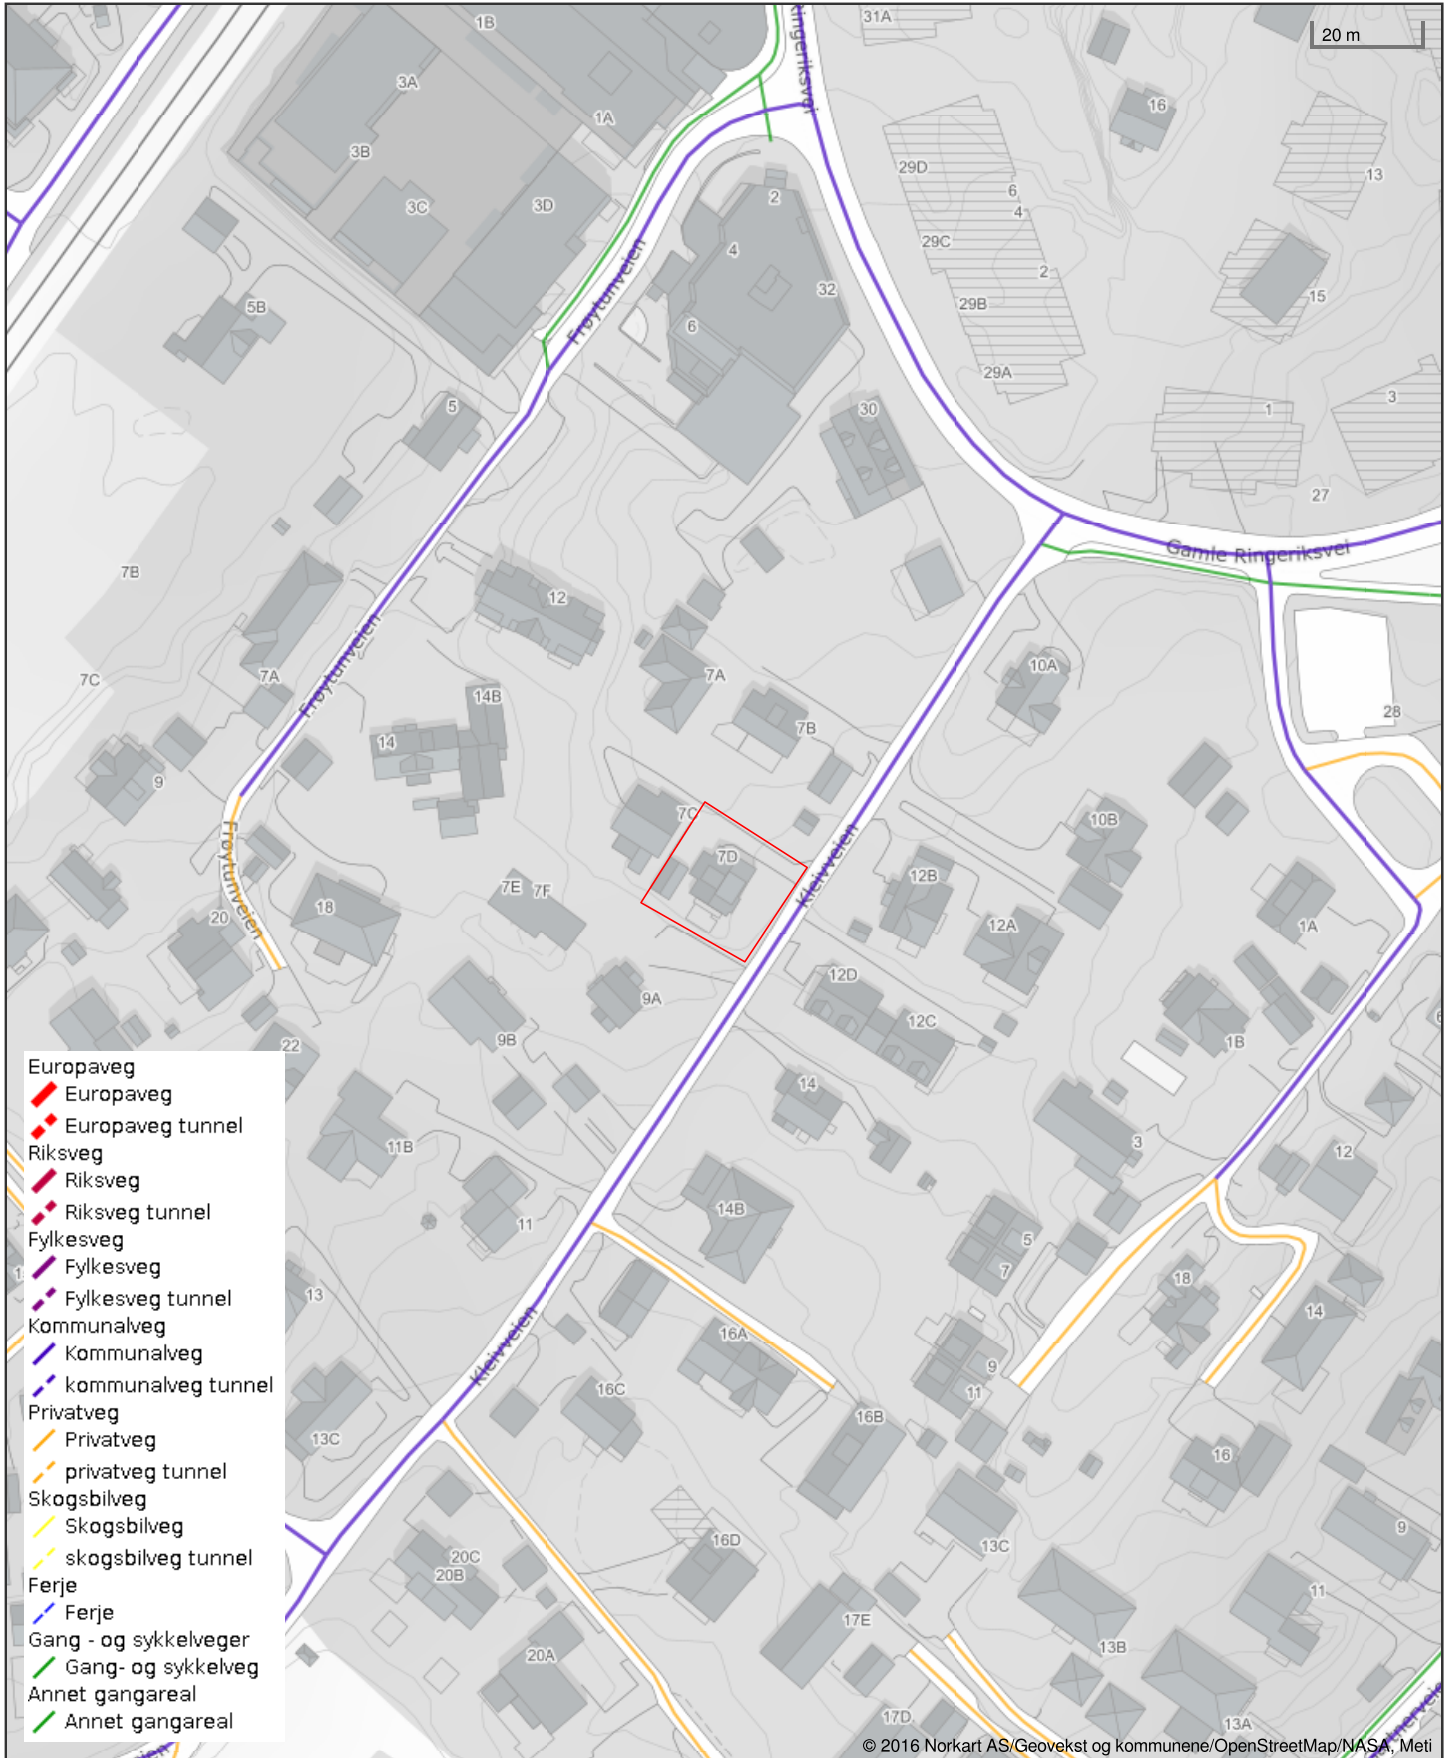 31A
1B
20 m
3A
Ringeriksvei
16
1A
3B
29D
13
6
3C
3D
2
4
4
29C
Frøytunveien
2
32
15
5B
29B
6
29A
3
5
30
1
27
Gamle Ringeriksvei
7B
12
Frøytunveien
10A
7C
7A
7A
14B
28
7B
14
9
7C
10B
Kleivveien
7D
Frøytunveien
12B
7E 7F
18
20
12A
1A
12D
9A
12C
9B
1B
22
14
3
11B
12
14B
11
5
7
18
13
14
Kleivveien
16A
9
11
16C
16B
13C
16
9
16D
13C
20C
20B
11
17E
13B
20A
17D
13A
Europaveg
Europaveg
Europaveg tunnel
Riksveg
Riksveg
Riksveg tunnel
Fylkesveg
Fylkesveg
Fylkesveg tunnel
Kommunalveg
Kommunalveg
kommunalveg tunnel
Privatveg
Privatveg
privatveg tunnel
Skogsbilveg
Skogsbilveg
skogsbilveg tunnel
Ferje
Ferje
Gang - og sykkelveger
Gang- og sykkelveg
Annet gangareal
Annet gangareal
© 2016 Norkart AS/Geovekst og kommunene/OpenStreetMap/NASA, Meti